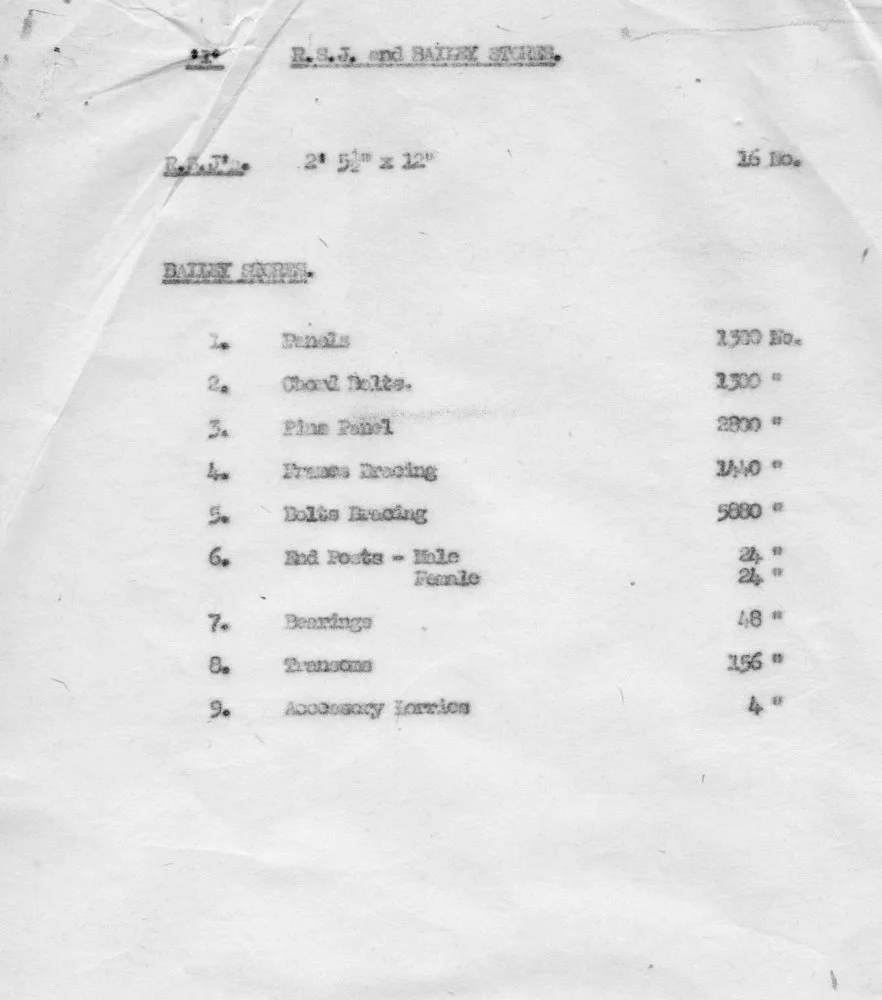 R.S.J. and BAILEY STORES.
R.S.J's. 2' 5½" x 12" 16 No.
BAILEY STORES.
1. Panels 1300 No.
2. Chord Bolts. 1300 "
3. Pins Panel 2800 "
4. Frames Bracing 1440 "
5. Bolts Bracing 5880 "
6. End Posts - Male 24 "
Female 24 "
7. Bearings 48 "
8. Transoms 156 "
9. Accessory Lorries 4 "